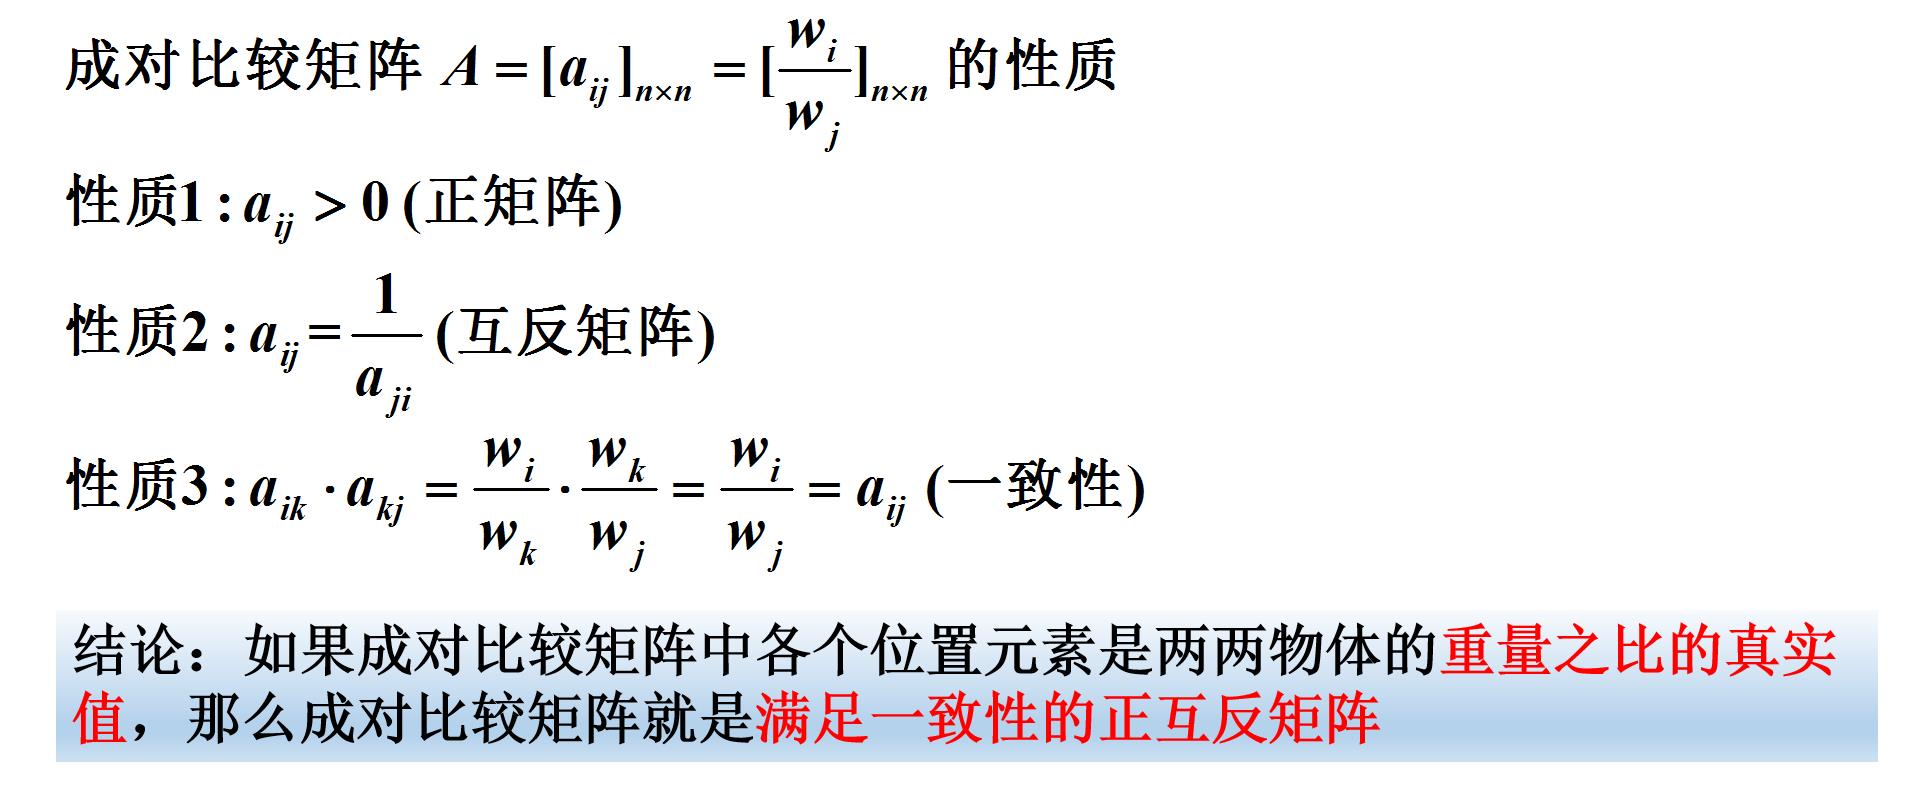 成对比较矩阵 A = [a_{ij}]_{n×n} = [\frac{w_i}{w_j}]_{n×n} 的性质
性质1：a_{ij} > 0 (正矩阵)
性质2：a_{ij} = \frac{1}{a_{ji}} (互反矩阵)
性质3：a_{ik} · a_{kj} = \frac{w_i}{w_k} · \frac{w_k}{w_j} = \frac{w_i}{w_j} = a_{ij} (一致性)
结论：如果成对比较矩阵中各个位置元素是两两物体的重量之比的真实
值，那么成对比较矩阵就是满足一致性的正互反矩阵